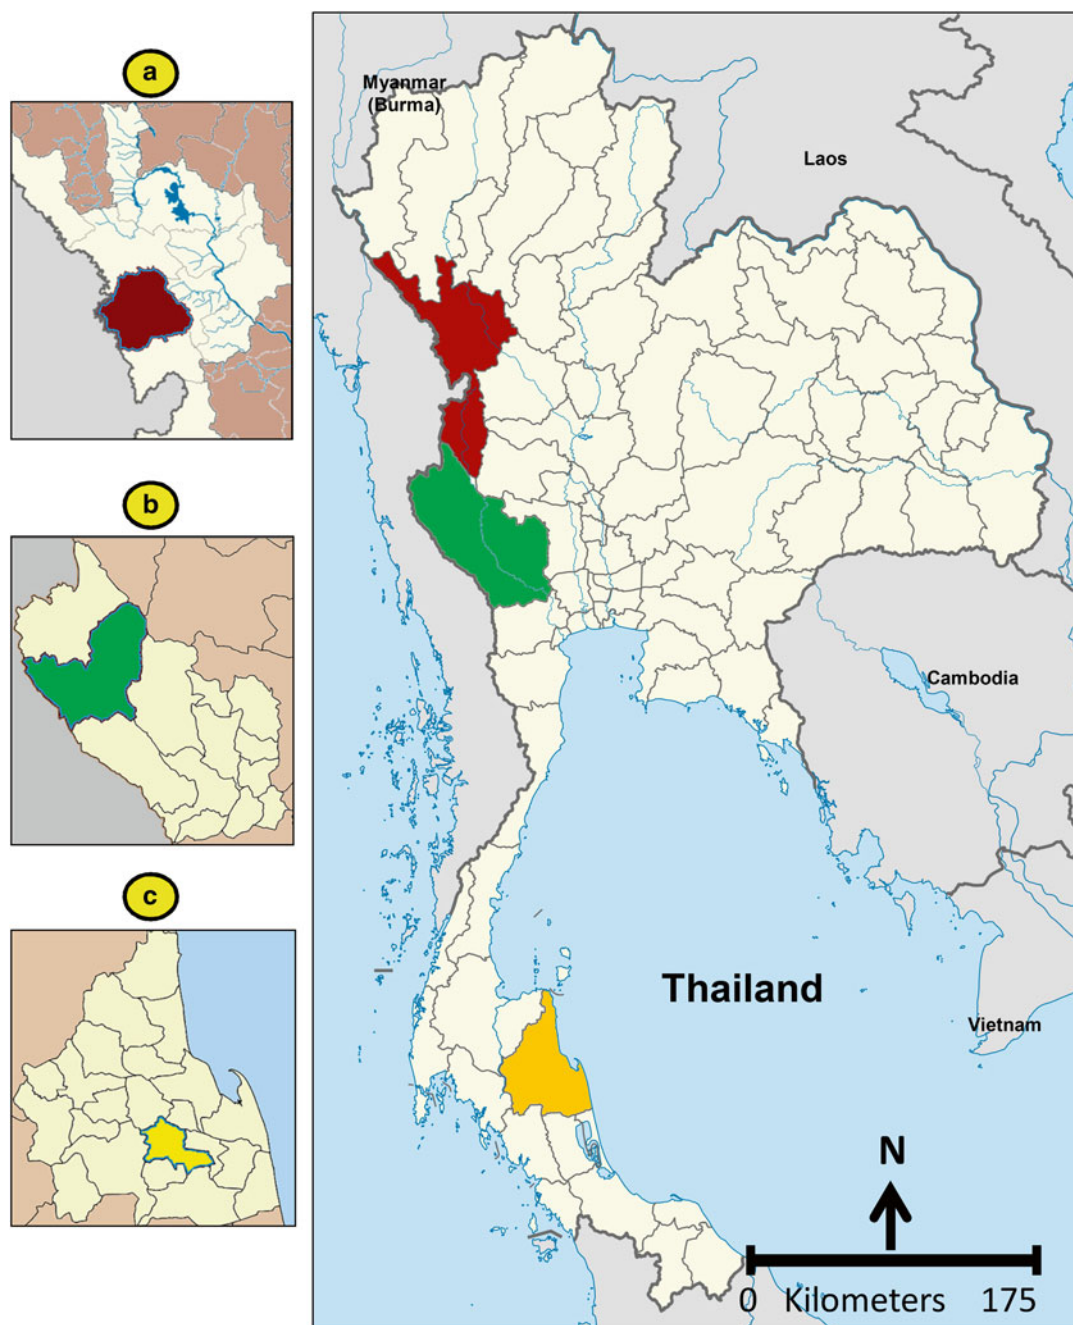 a
b
c
Myanmar
(Burma)
Laos
Cambodia
Thailand
Vietnam
N
0 Kilometers 175